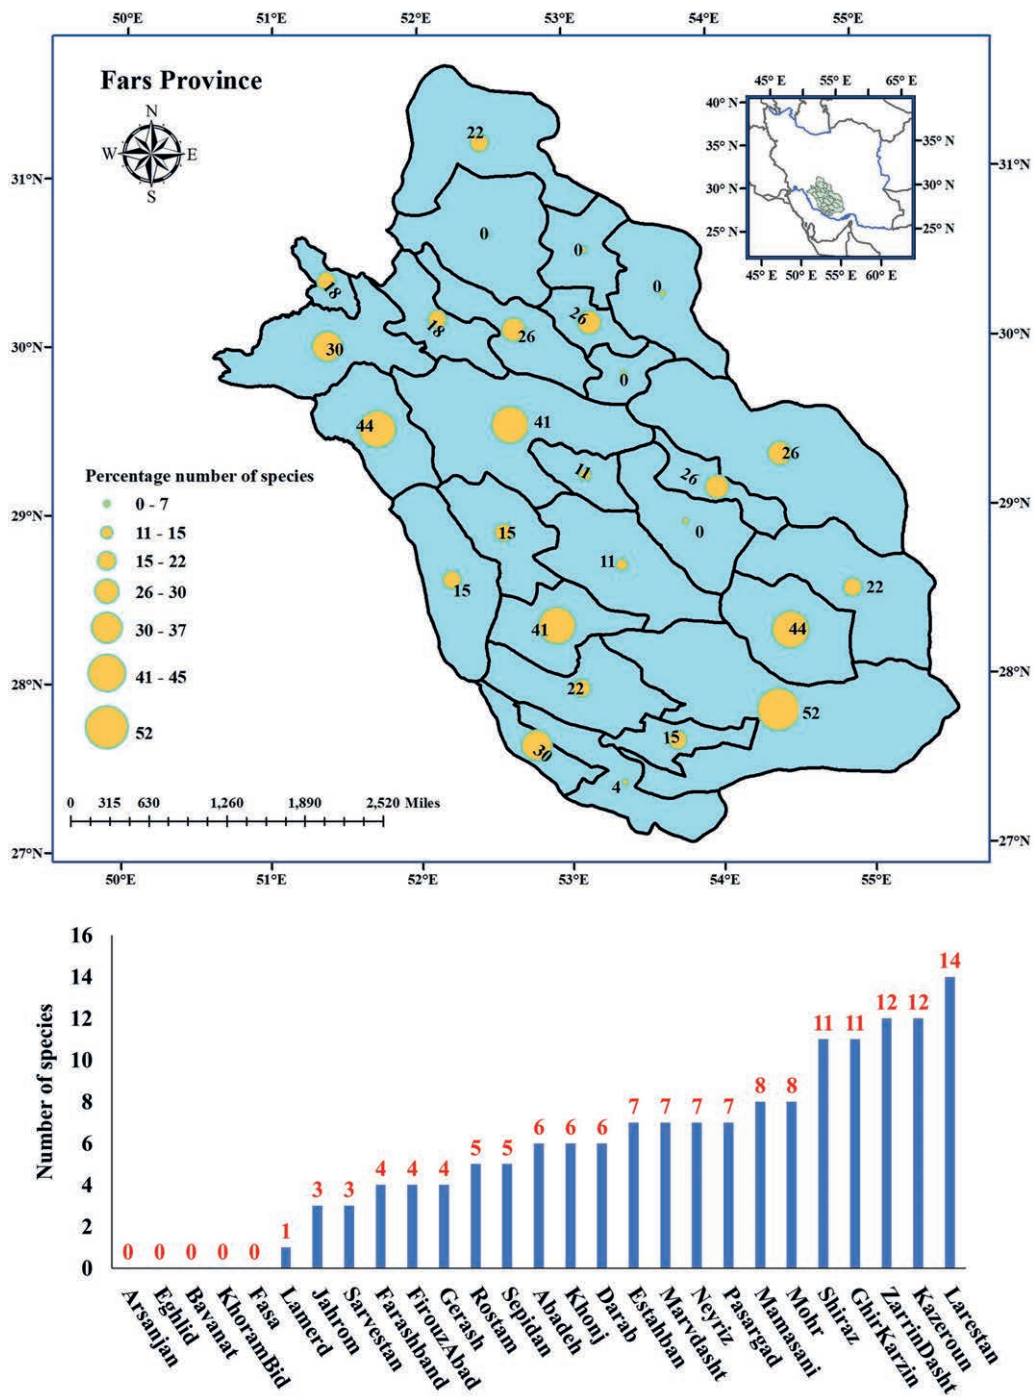 50°E 51°E 52°E 53°E 54°E 55°E
Fars Province
N
W E
S
45° E 55° E 65° E
40° N
35° N
30° N
25° N
35° N
30° N
25° N
45° E 50° E 55° E 60° E
31°N
30°N
29°N
28°N
27°N
31°N
30°N
29°N
28°N
27°N
22
0
0
0
18
18
26
26
30
0
44
41
26
11
26
15
0
11
15
22
41
44
22
52
15
30
4
Percentage number of species
0 - 7
11 - 15
15 - 22
26 - 30
30 - 37
41 - 45
52
0 315 630 1,260 1,890 2,520 Miles
50°E 51°E 52°E 53°E 54°E 55°E
Number of species
16
14
12
10
8
6
4
2
0
0 0 0 0 0 1 3 3 4 4 4 5 5 6 6 6 7 7 7 7 8 8 11 11 12 12 14
Arsanjan
Eghlid
Bavanat
KhoramBid
Fasa
Lamerd
Jahrom
Sarvestan
Farashband
FirouzAbad
Gerash
Rostam
Sepidan
Abadeh
Khonj
Darab
Estahban
Marvdasht
Neyriz
Pasargad
Mamasani
Mohr
Shiraz
GhirKarzin
ZarrinDasht
Kazeroun
Larestan